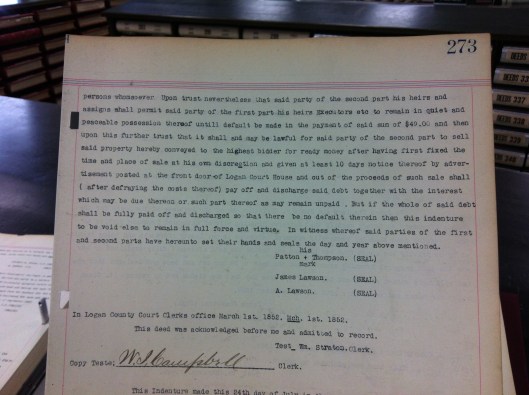 273
persons whomsoever. Upon trust nevertheless that said party of the second part his heirs and
assigns shall permit said party of the first part his heirs Executors etc to remain in quiet and
peaceable possession thereof untill default be made in the payment of said sum of $40,00 and then
upon this further trust that it shall and may be lawful for said party of the second part to sell
said property hereby conveyed to the highest bidder for ready money after having first fixed the
time and place of sale at his own discreation and given at least 10 days notice thereof by adver-
tisement posted at the front door of Logan Court House and out of the proceeds of such sale shall
( after defraying the costs thereof) pay off and discharge said debt together with the interest
which may be due thereon or such part thereof as may remain unpaid . But if the whole of said debt
shall be fully paid off and discharged so that there be no default therein than this indenture
to be void else to remain in full force and virtue. In witness whereof said parties of the first
and second parts have hereunto set their hands and seals the day and year above mentioned.
his
Patton + Thompson. (SEAL)
mark
James Lawson. (SEAL)
A. Lawson. (SEAL)
In Logan County Court Clerks office March 1st. 1852. Mch. 1st. 1852.
This deed was acknowledged before me and admitted to record.
Test. Wm. Straton. Clerk.
Copy Teste: W.I. Campbell Clerk.
This Indenture made this 24th day of July in